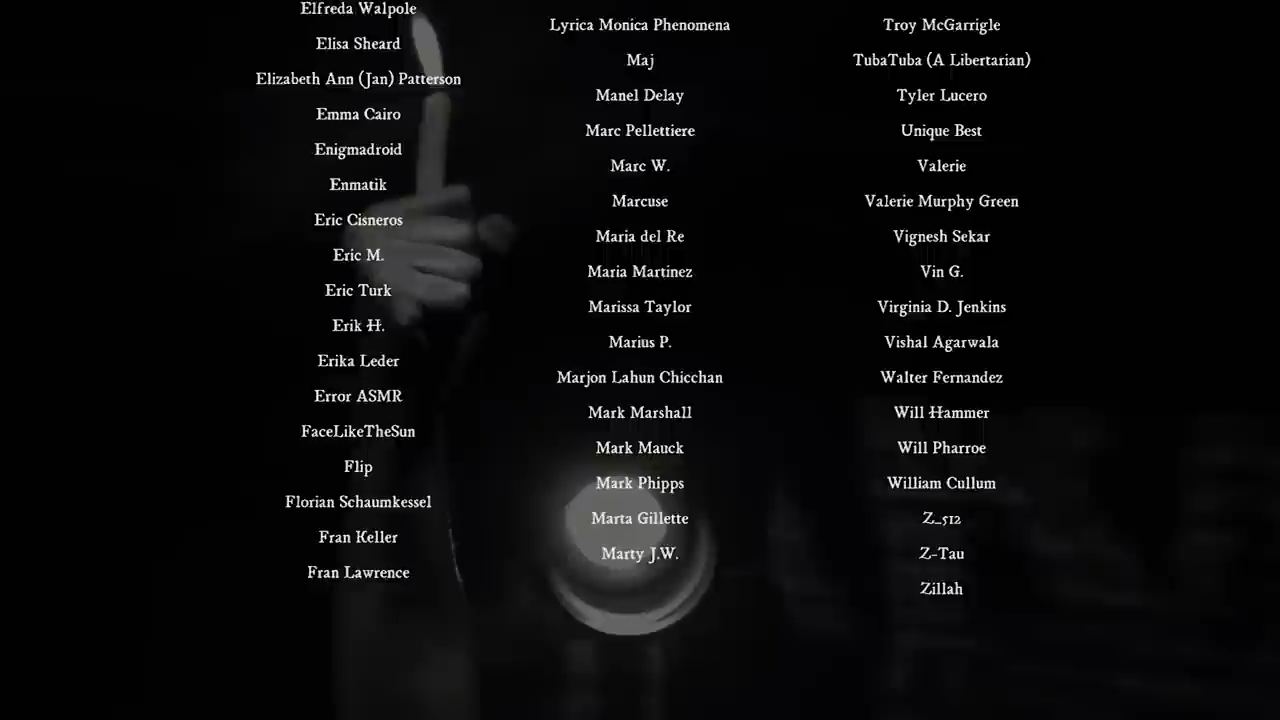 Elfreda Walpole
Elisa Sheard
Elizabeth Ann (Jan) Patterson
Emma Cairo
Enigmadroid
Enmatik
Eric Cisneros
Eric M.
Eric Turk
Erik H.
Erika Leder
Error ASMR
FaceLikeTheSun
Flip
Florian Schaumkessel
Fran Keller
Fran Lawrence
Lyrica Monica Phenomena
Maj
Manel Delay
Marc Pellettiere
Marc W.
Marcuse
Maria del Re
Maria Martinez
Marissa Taylor
Marius P.
Marjon Lahun Chicchan
Mark Marshall
Mark Mauck
Mark Phipps
Marta Gillette
Marty J.W.
Troy McGarrigle
TubaTuba (A Libertarian)
Tyler Lucero
Unique Best
Valerie
Valerie Murphy Green
Vignesh Sekar
Vin G.
Virginia D. Jenkins
Vishal Agarwala
Walter Fernandez
Will Hammer
Will Pharroe
William Cullum
Z_512
Z-Tau
Zillah